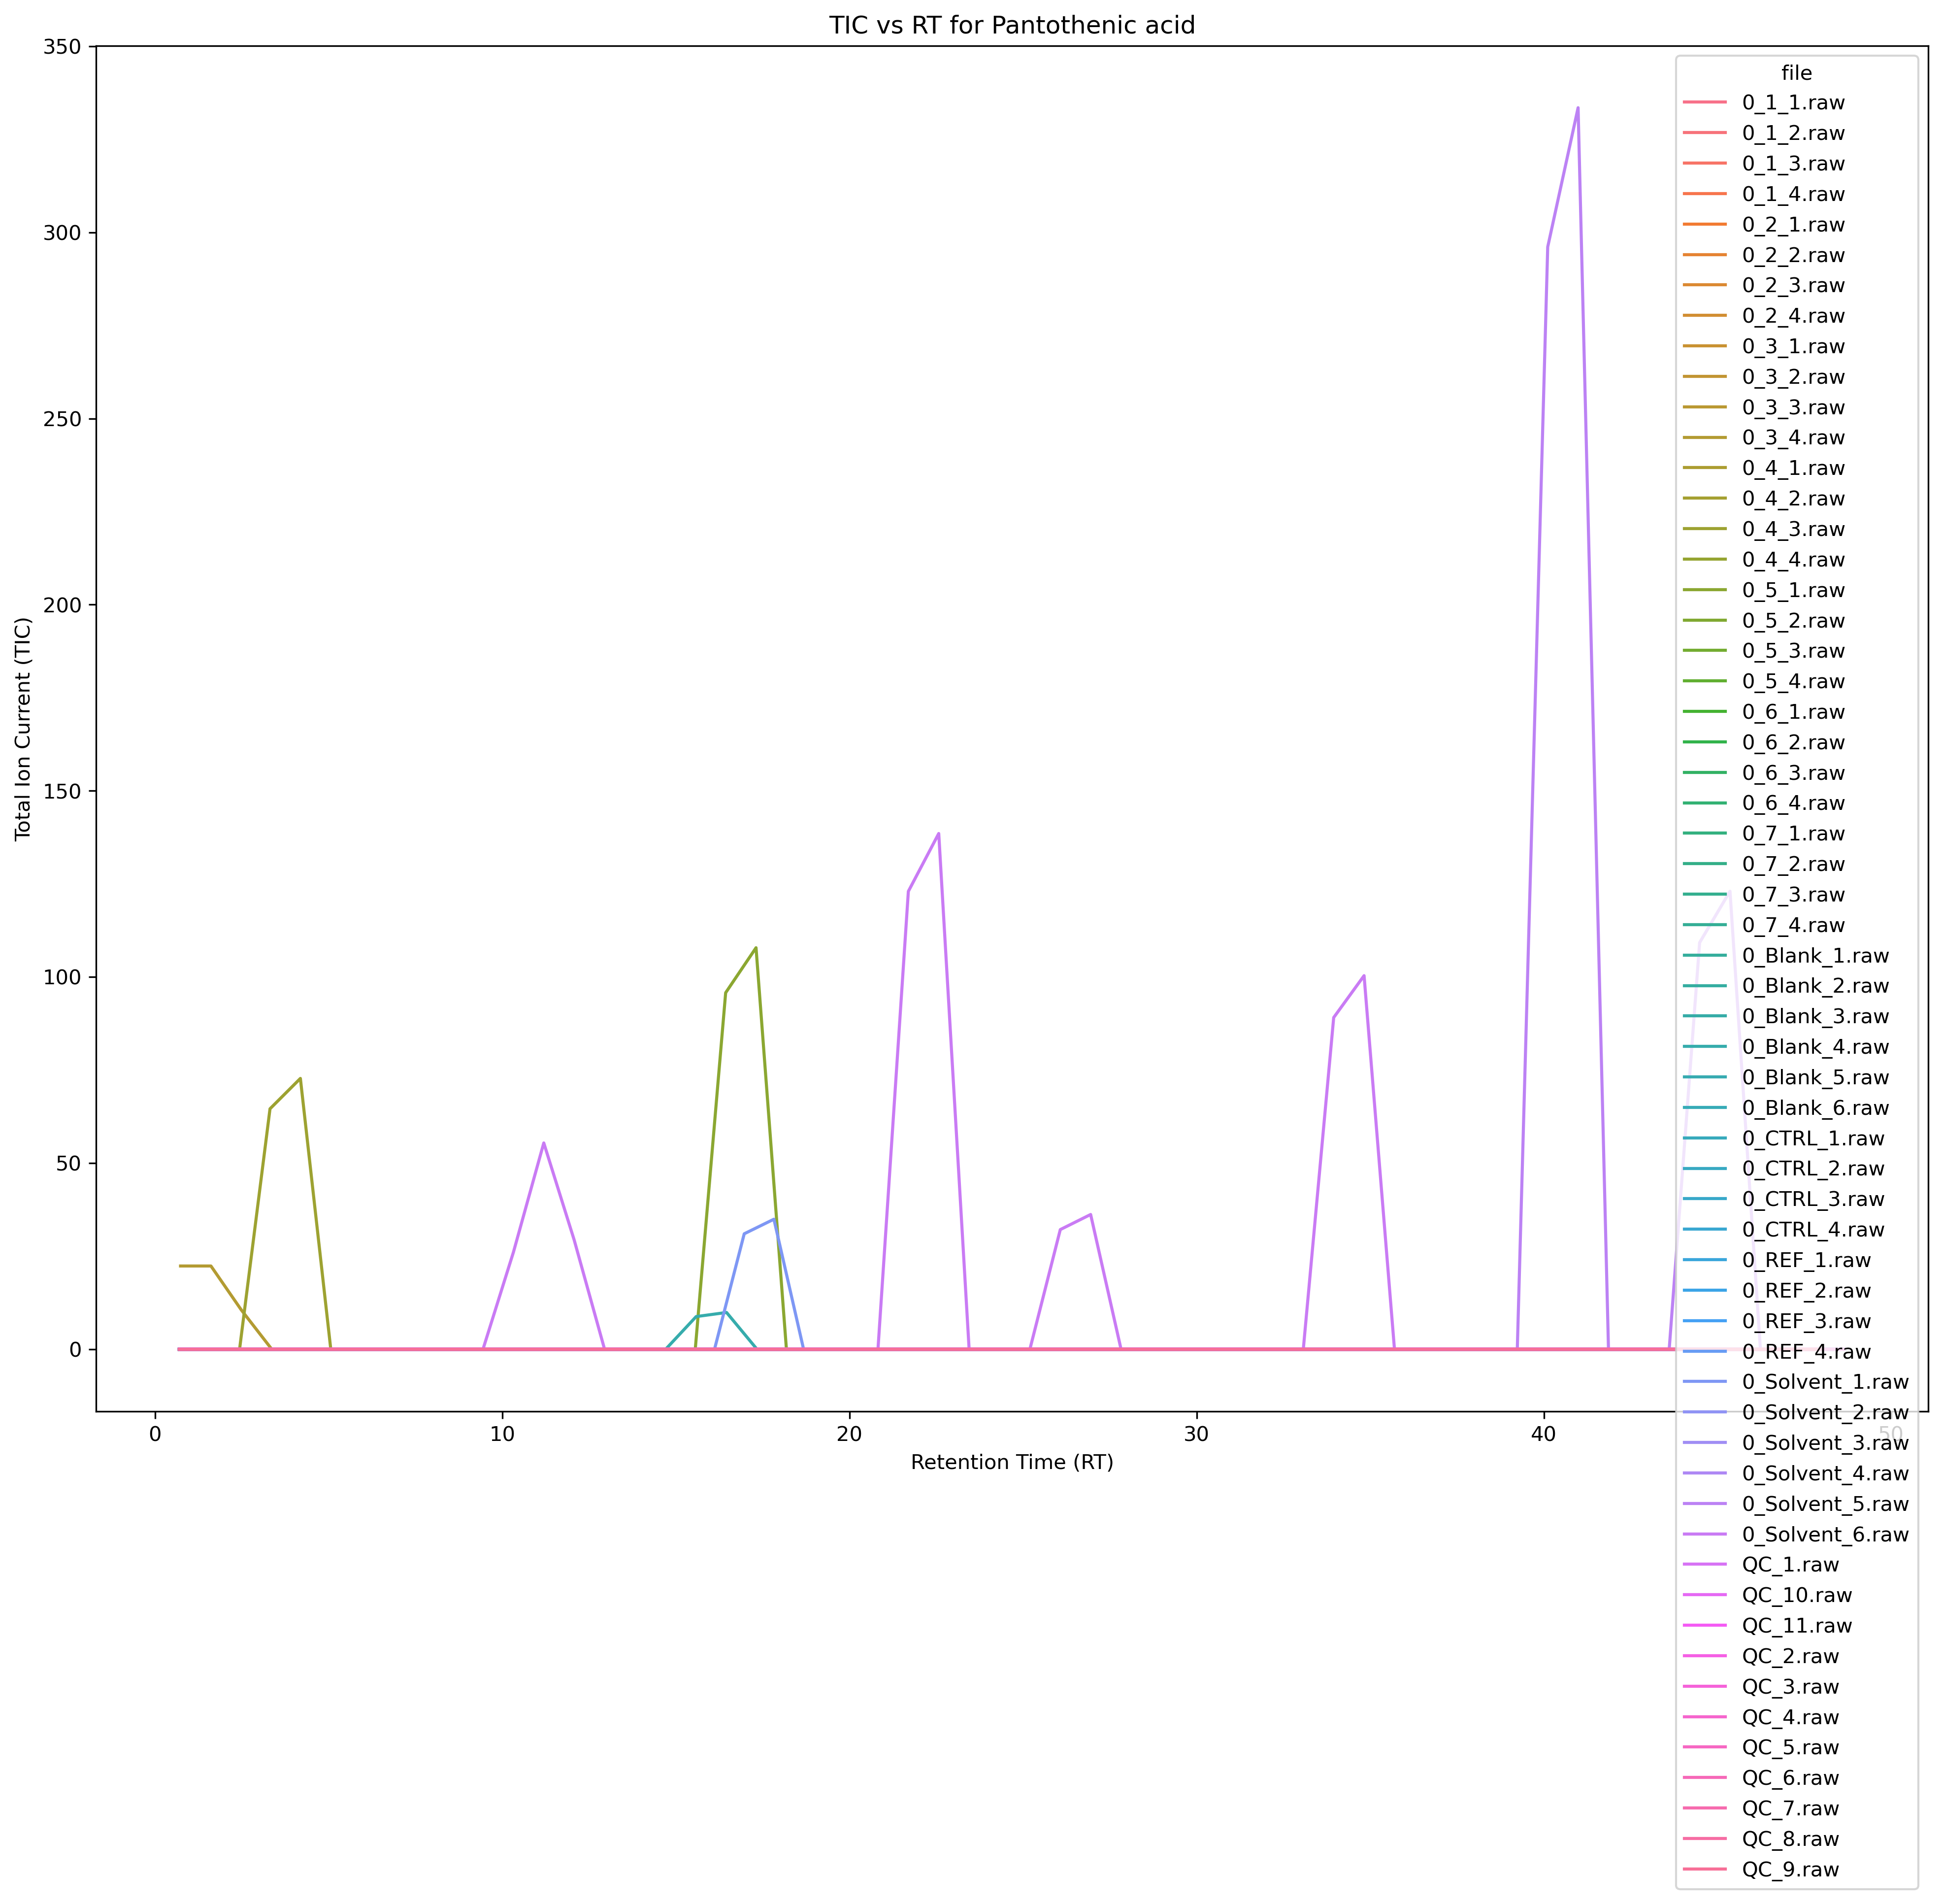 TIC vs RT for Pantothenic acid
350
300
250
200
150
100
50
0
Total Ion Current (TIC)
0
10
20
30
40
50
Retention Time (RT)
file
0_1_1.raw
0_1_2.raw
0_1_3.raw
0_1_4.raw
0_2_1.raw
0_2_2.raw
0_2_3.raw
0_2_4.raw
0_3_1.raw
0_3_2.raw
0_3_3.raw
0_3_4.raw
0_4_1.raw
0_4_2.raw
0_4_3.raw
0_4_4.raw
0_5_1.raw
0_5_2.raw
0_5_3.raw
0_5_4.raw
0_6_1.raw
0_6_2.raw
0_6_3.raw
0_6_4.raw
0_7_1.raw
0_7_2.raw
0_7_3.raw
0_7_4.raw
0_Blank_1.raw
0_Blank_2.raw
0_Blank_3.raw
0_Blank_4.raw
0_Blank_5.raw
0_Blank_6.raw
0_CTRL_1.raw
0_CTRL_2.raw
0_CTRL_3.raw
0_CTRL_4.raw
0_REF_1.raw
0_REF_2.raw
0_REF_3.raw
0_REF_4.raw
0_Solvent_1.raw
0_Solvent_2.raw
0_Solvent_3.raw
0_Solvent_4.raw
0_Solvent_5.raw
0_Solvent_6.raw
QC_1.raw
QC_10.raw
QC_11.raw
QC_2.raw
QC_3.raw
QC_4.raw
QC_5.raw
QC_6.raw
QC_7.raw
QC_8.raw
QC_9.raw